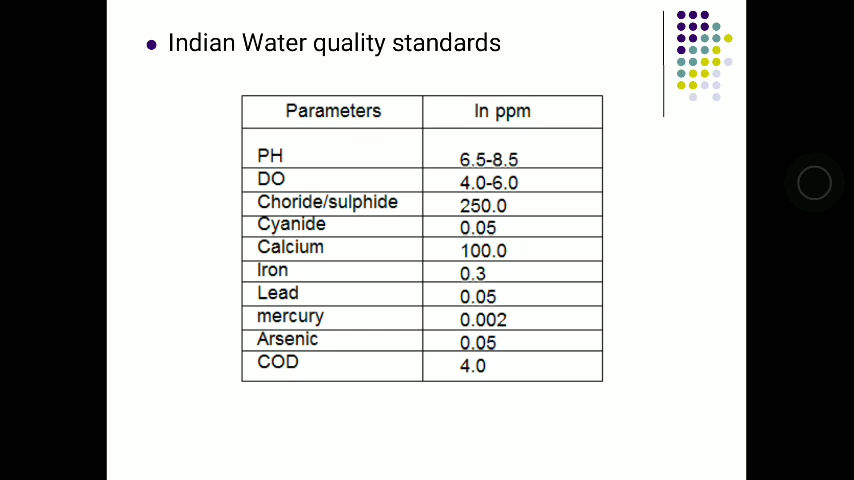 Indian Water quality standards
Parameters In ppm
PH 6.5-8.5
DO 4.0-6.0
Choride/sulphide 250.0
Cyanide 0.05
Calcium 100.0
Iron 0.3
Lead 0.05
mercury 0.002
Arsenic 0.05
COD 4.0